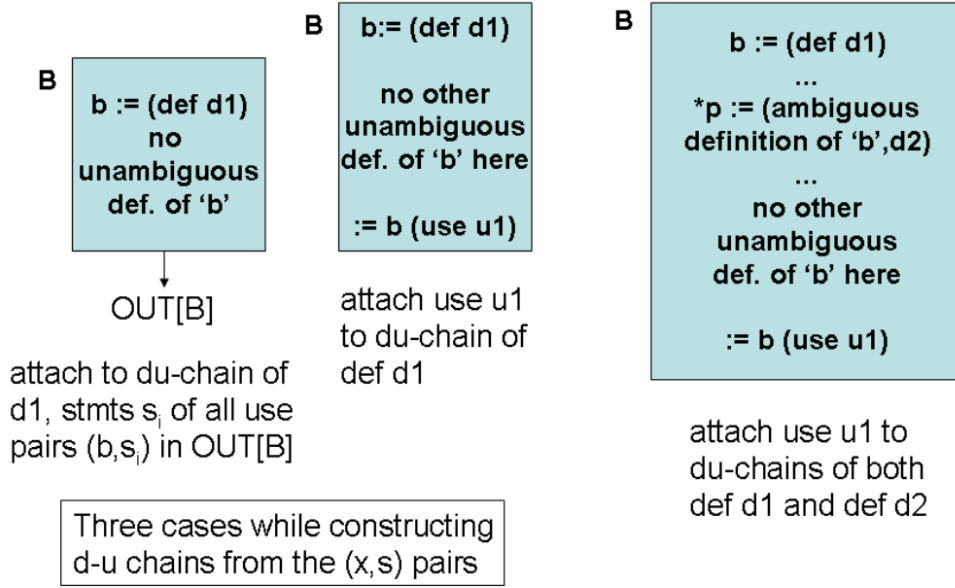 B
b := (def d1)
no
unambiguous
def. of ‘b’
OUT[B]
attach to du-chain of
d1, stmts sᵢ of all use
pairs (b,sᵢ) in OUT[B]
B
b:= (def d1)
no other
unambiguous
def. of ‘b’ here
:= b (use u1)
attach use u1
to du-chain of
def d1
B
b := (def d1)
...
*p := (ambiguous
definition of ‘b’,d2)
...
no other
unambiguous
def. of ‘b’ here
:= b (use u1)
attach use u1 to
du-chains of both
def d1 and def d2
Three cases while constructing
d-u chains from the (x,s) pairs